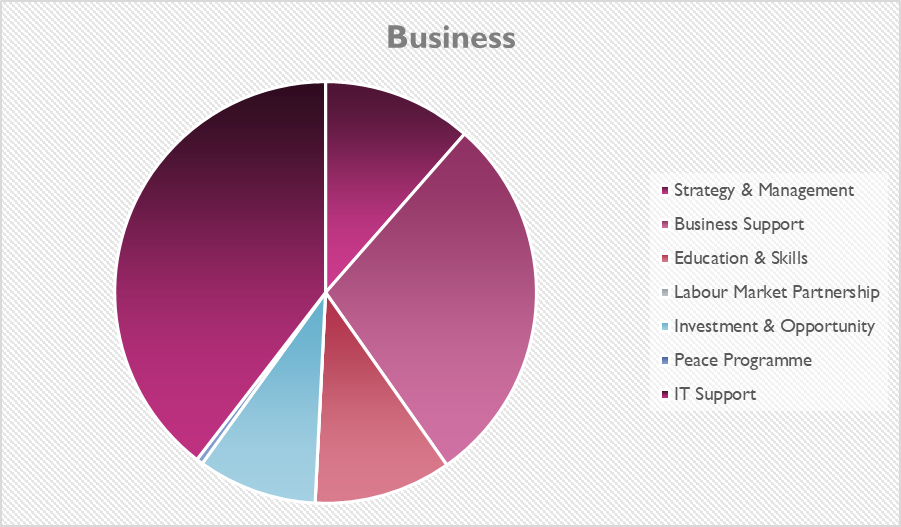 Business
Strategy & Management
Business Support
Education & Skills
Labour Market Partnership
Investment & Opportunity
Peace Programme
IT Support